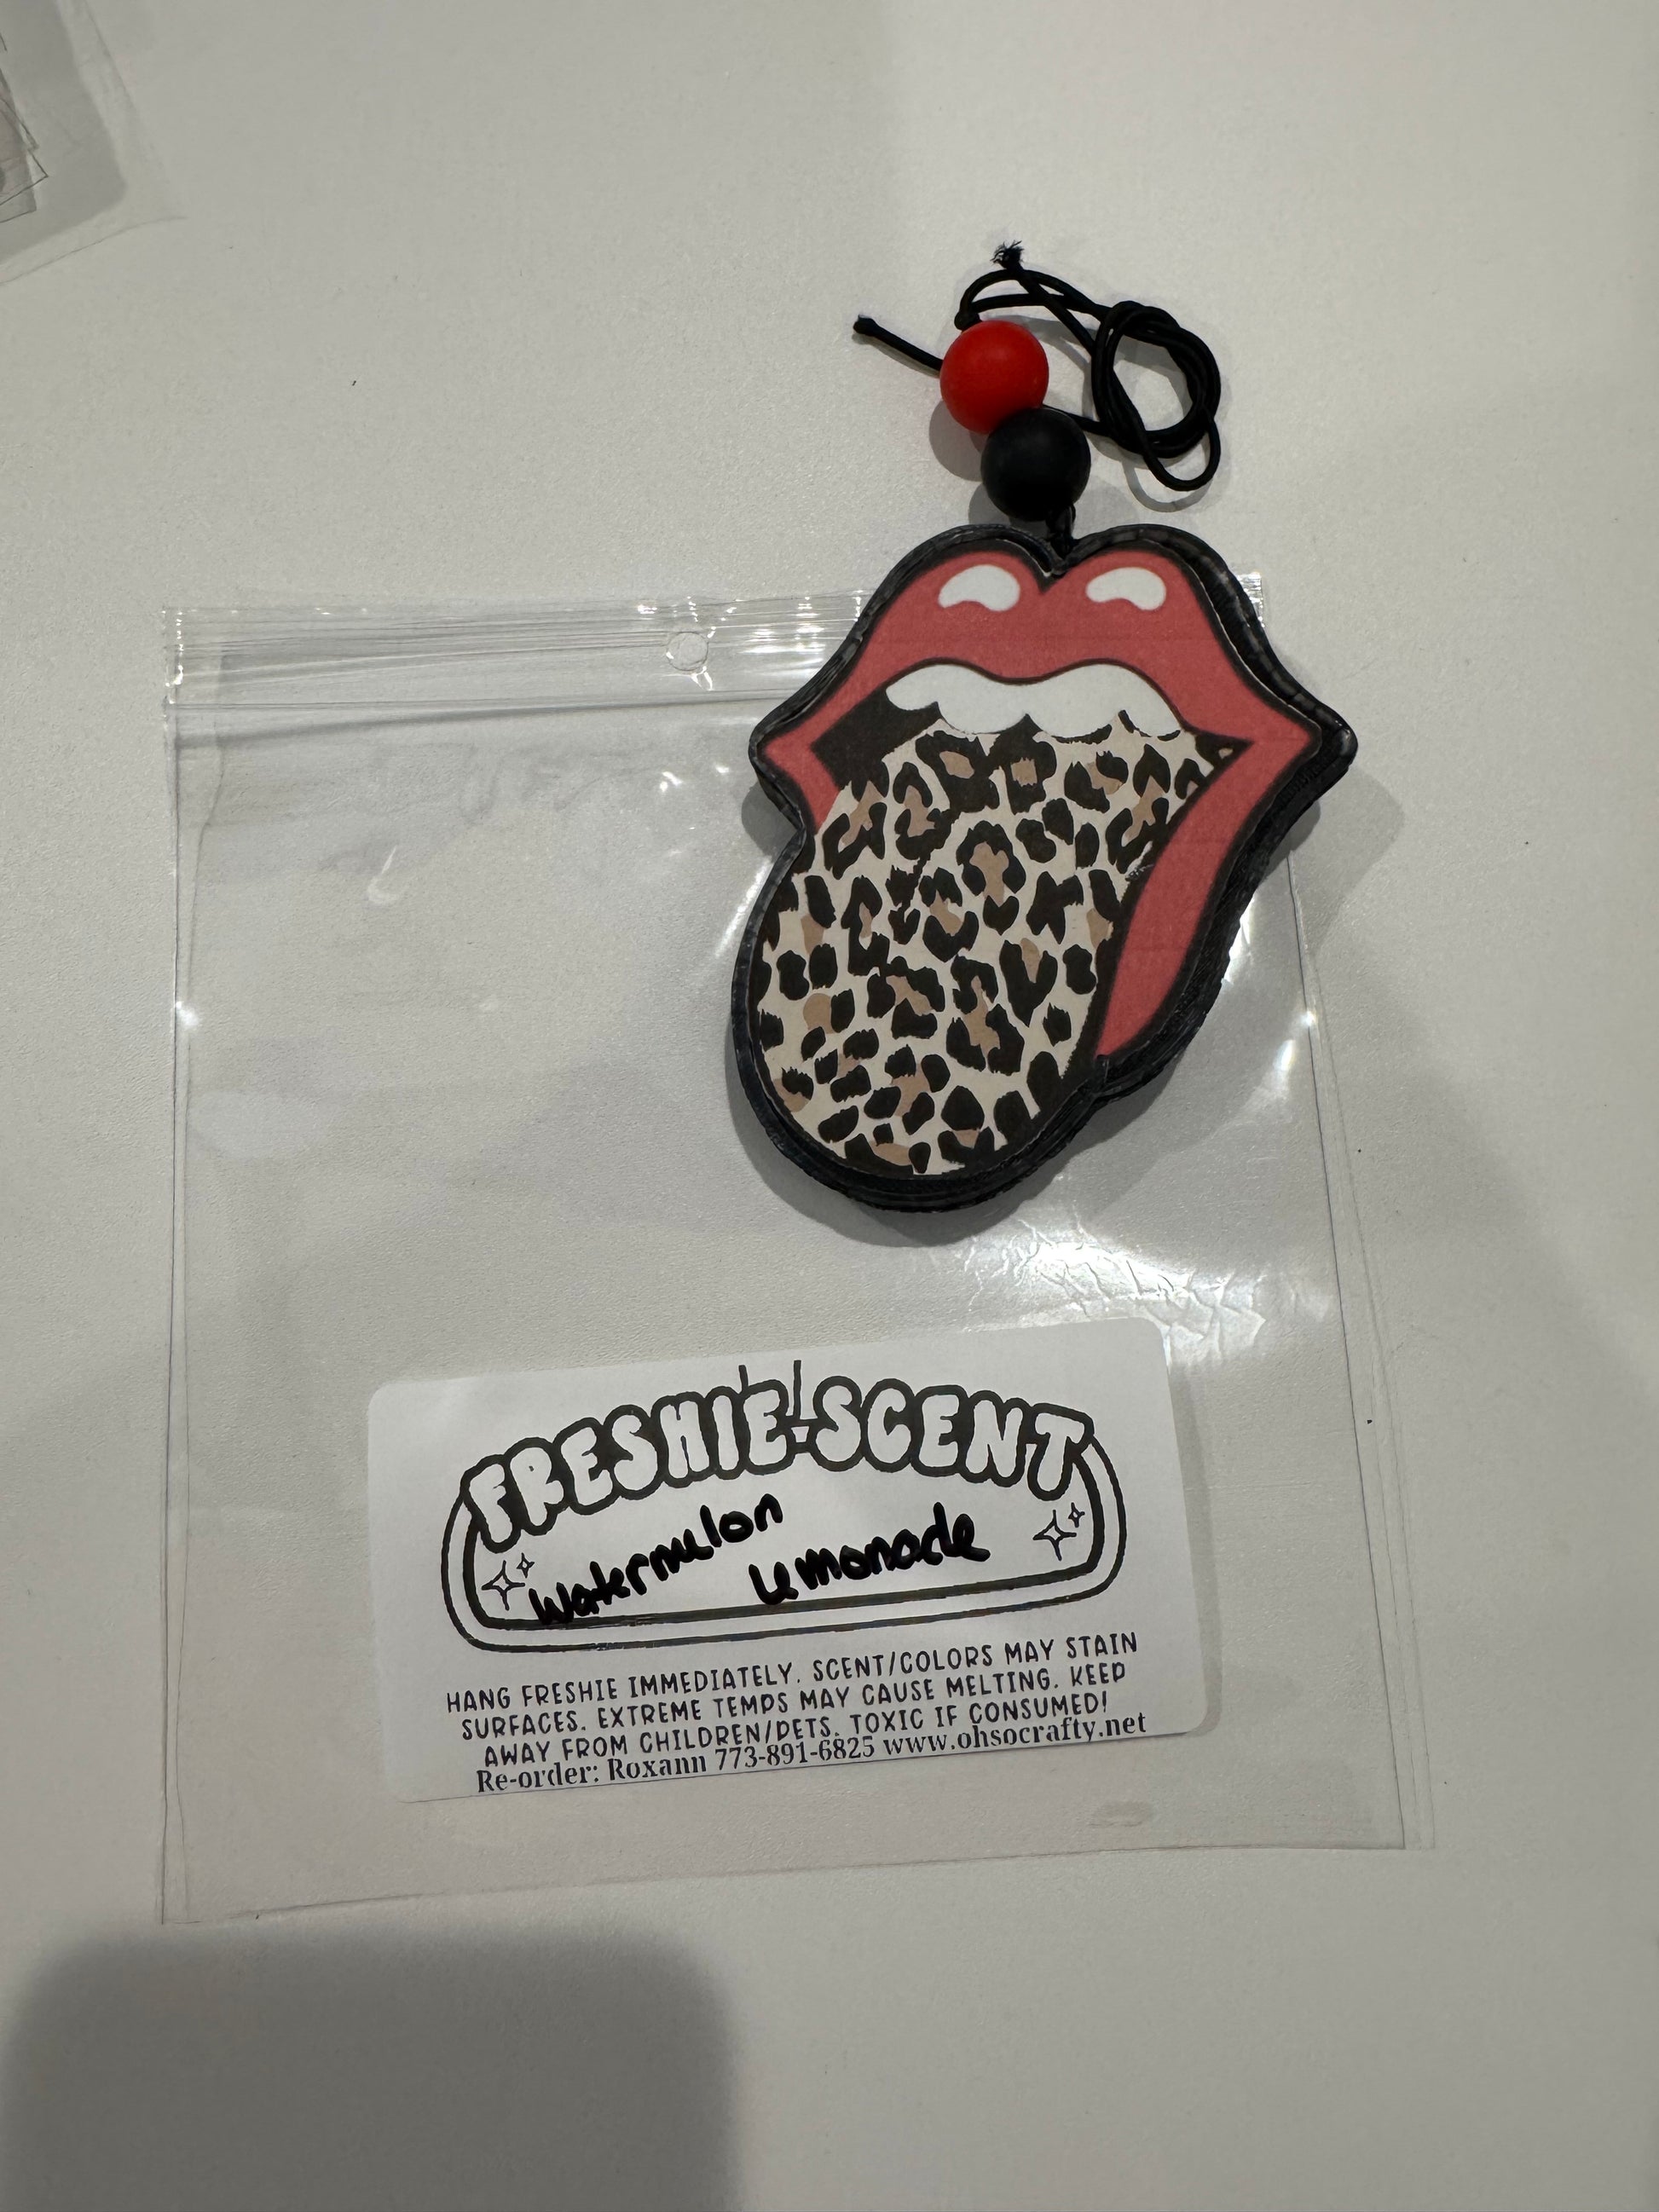 FRESHIE SCENT
watermelon
lemonade
HANG FRESHIE IMMEDIATELY. SCENT/COLORS MAY STAIN
SURFACES. EXTREME TEMPS MAY CAUSE MELTING. KEEP
AWAY FROM CHILDREN/PETS. TOXIC IF CONSUMED!
Re-order: Roxann 773-891-6825 www.ohsocrafty.net